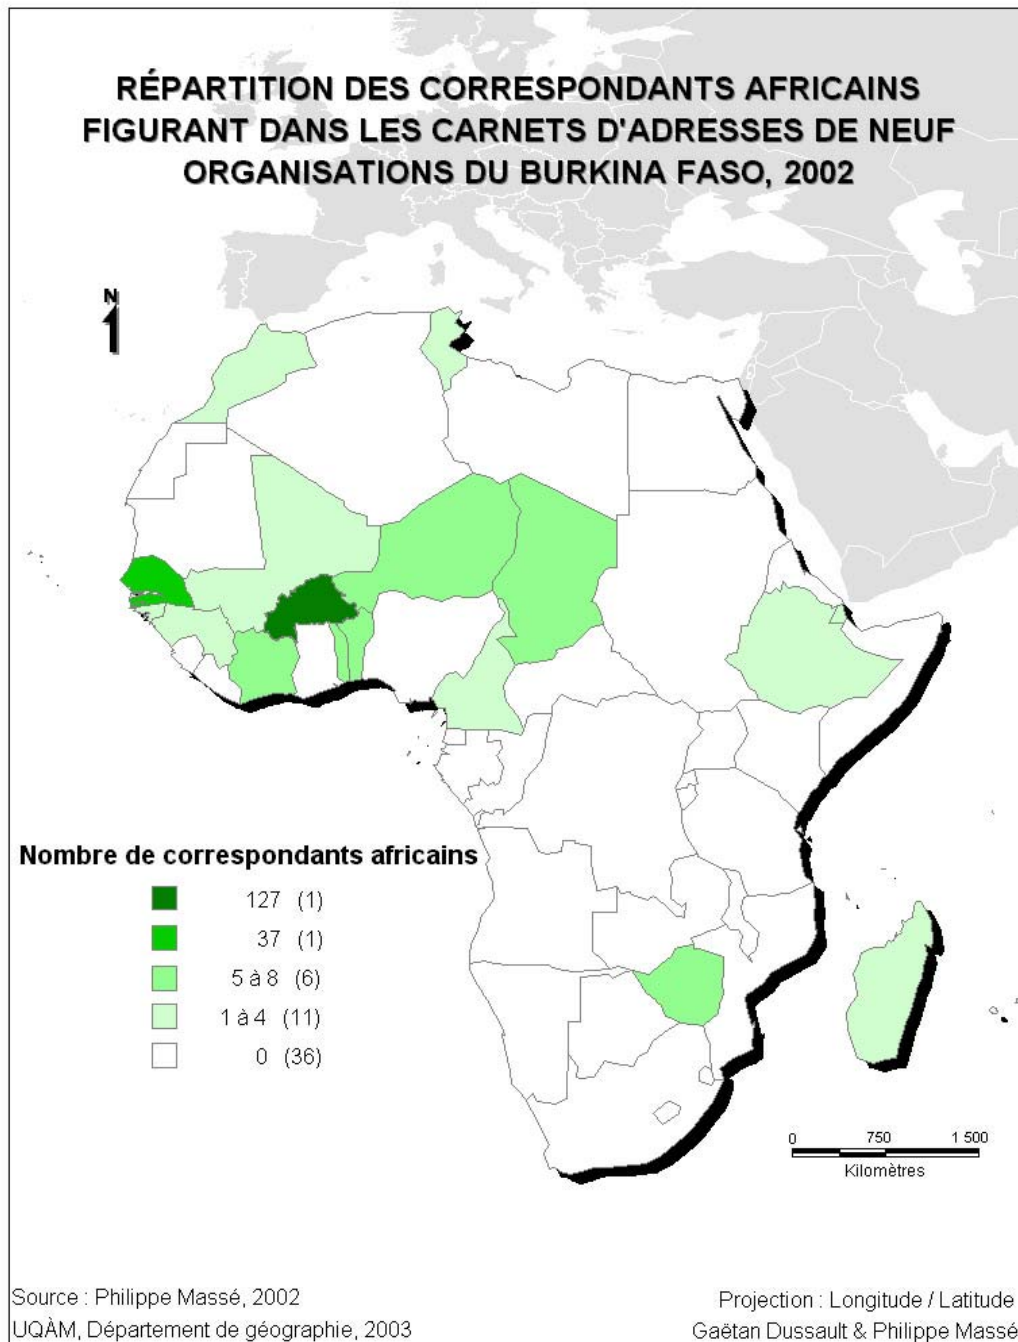 RÉPARTITION DES CORRESPONDANTS AFRICAINS
FIGURANT DANS LES CARNETS D'ADRESSES DE NEUF
ORGANISATIONS DU BURKINA FASO, 2002
N
Nombre de correspondants africains
127 (1)
37 (1)
5 à 8 (6)
1 à 4 (11)
0 (36)
0 750 1 500
Kilomètres
Source : Philippe Massé, 2002
UQÀM, Département de géographie, 2003
Projection : Longitude / Latitude
Gaëtan Dussault & Philippe Massé